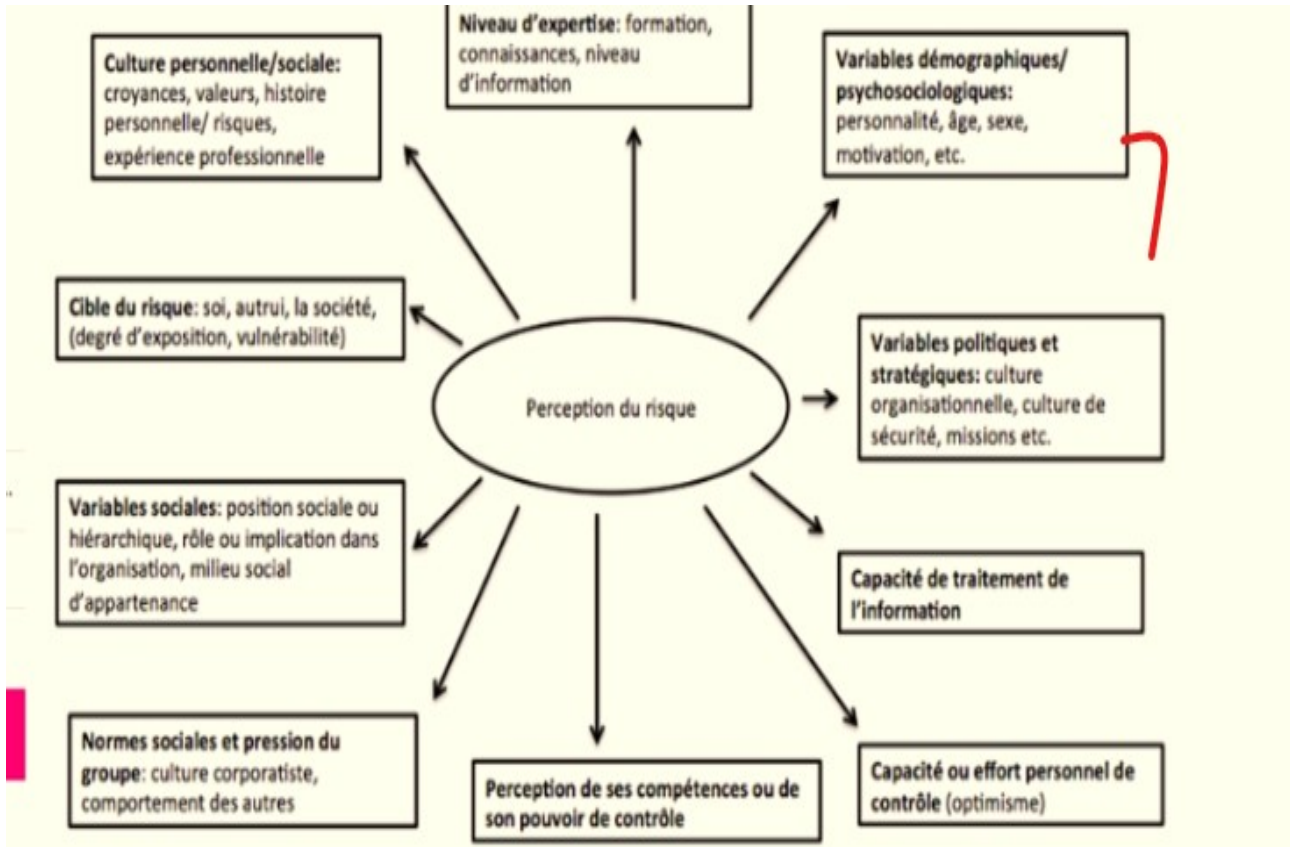 Niveau d'expertise: formation,
connaissances, niveau
d'information
Culture personnelle/sociale:
croyances, valeurs, histoire
personnelle/ risques,
expérience professionnelle
Variables démographiques/
psychosociologiques:
personnalité, âge, sexe,
motivation, etc.
Cible du risque: soi, autrui, la société,
(degré d'exposition, vulnérabilité)
Perception du risque
Variables politiques et
stratégiques: culture
organisationnelle, culture de
sécurité, missions etc.
Variables sociales: position sociale ou
hiérarchique, rôle ou implication dans
l'organisation, milieu social
d'appartenance
Capacité de traitement de
l'information
Normes sociales et pression du
groupe: culture corporatiste,
comportement des autres
Perception de ses compétences ou de
son pouvoir de contrôle
Capacité ou effort personnel de
contrôle (optimisme)